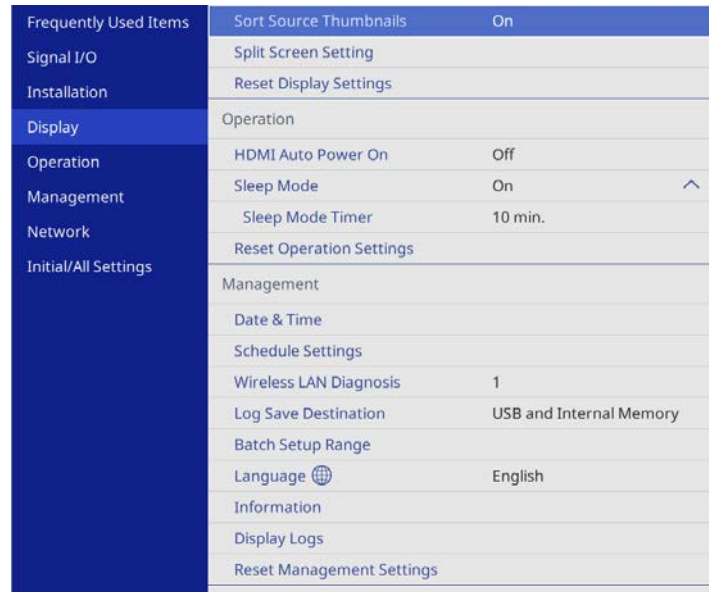 Frequently Used Items
Signal I/O
Installation
Display
Operation
Management
Network
Initial/All Settings
Sort Source Thumbnails On
Split Screen Setting
Reset Display Settings
Operation
HDMI Auto Power On Off
Sleep Mode On
Sleep Mode Timer 10 min.
Reset Operation Settings
Management
Date & Time
Schedule Settings
Wireless LAN Diagnosis 1
Log Save Destination USB and Internal Memory
Batch Setup Range
Language English
Information
Display Logs
Reset Management Settings